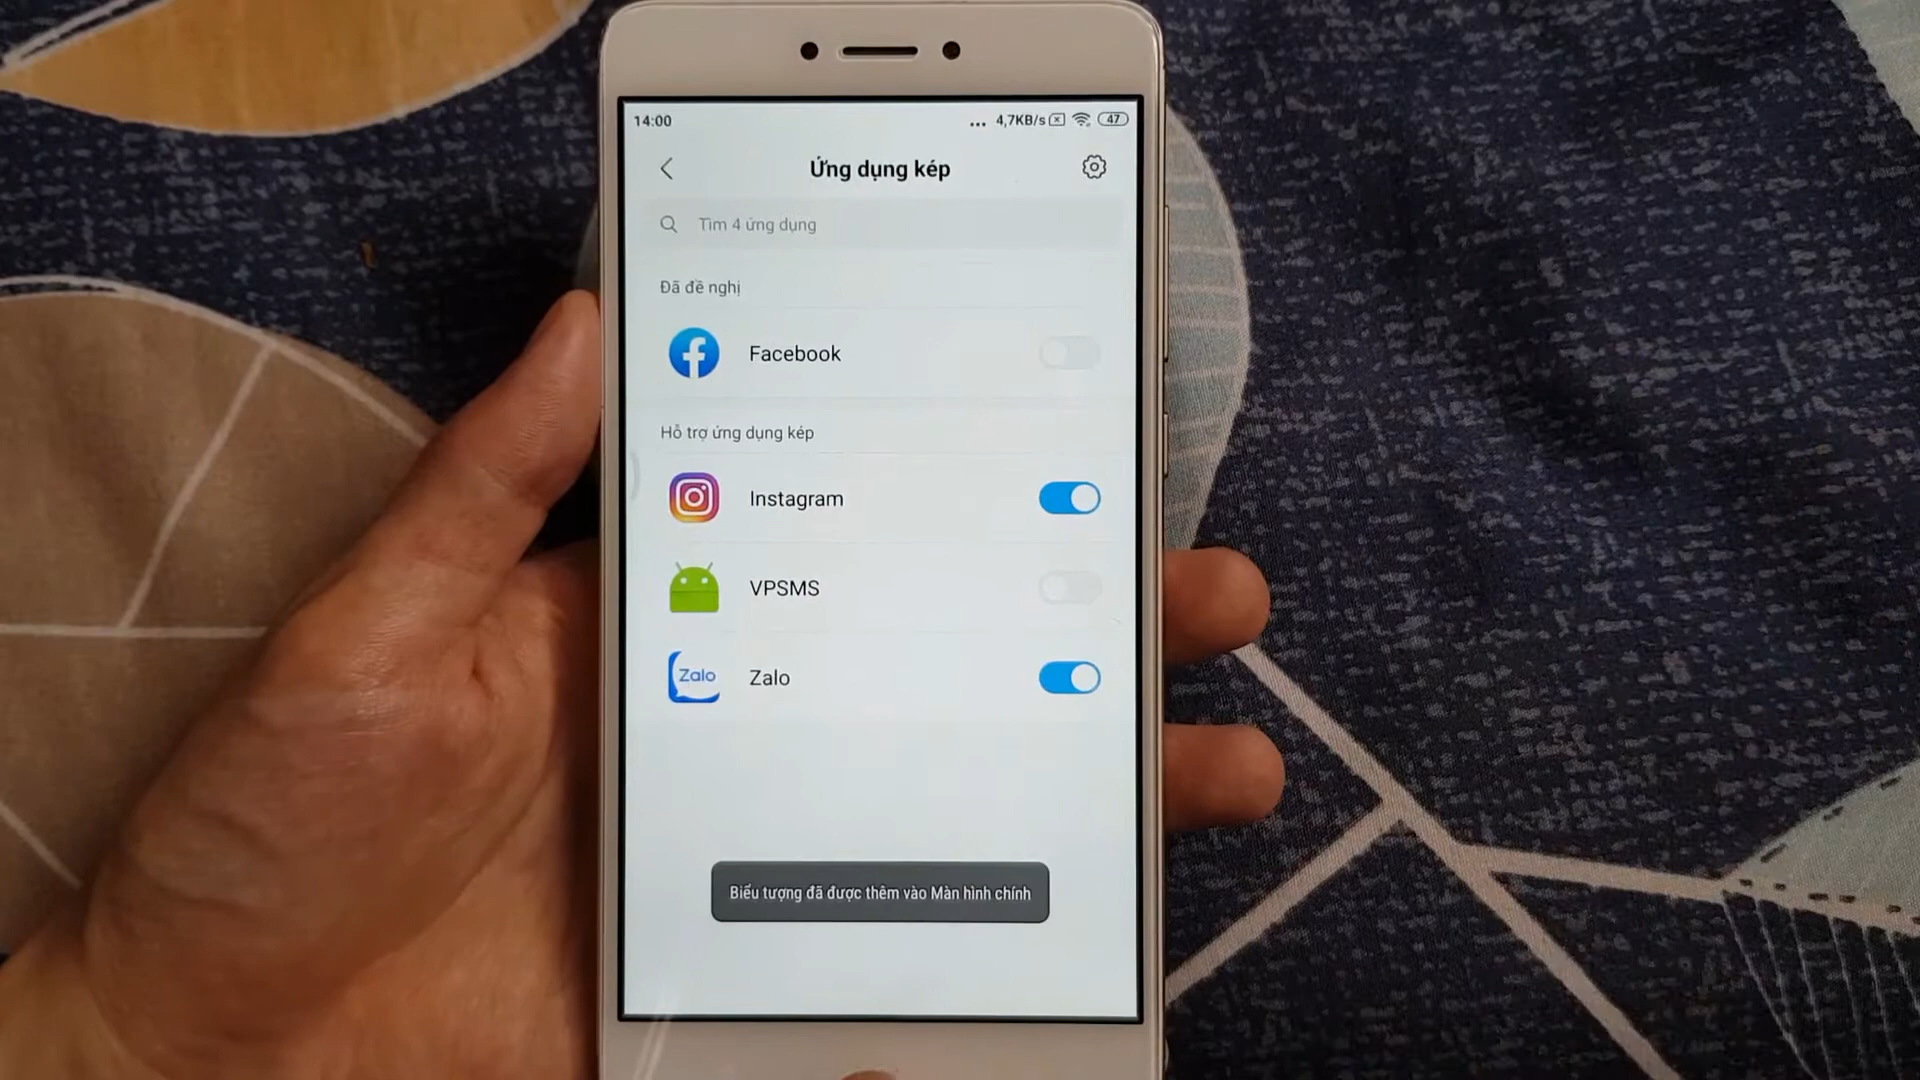 14:00
... 4,7KB/s 47
Ứng dụng kép
Tìm 4 ứng dụng
Đã đề nghị
Facebook
Hỗ trợ ứng dụng kép
Instagram
VPSMS
Zalo
Zalo
Biểu tượng đã được thêm vào Màn hình chính